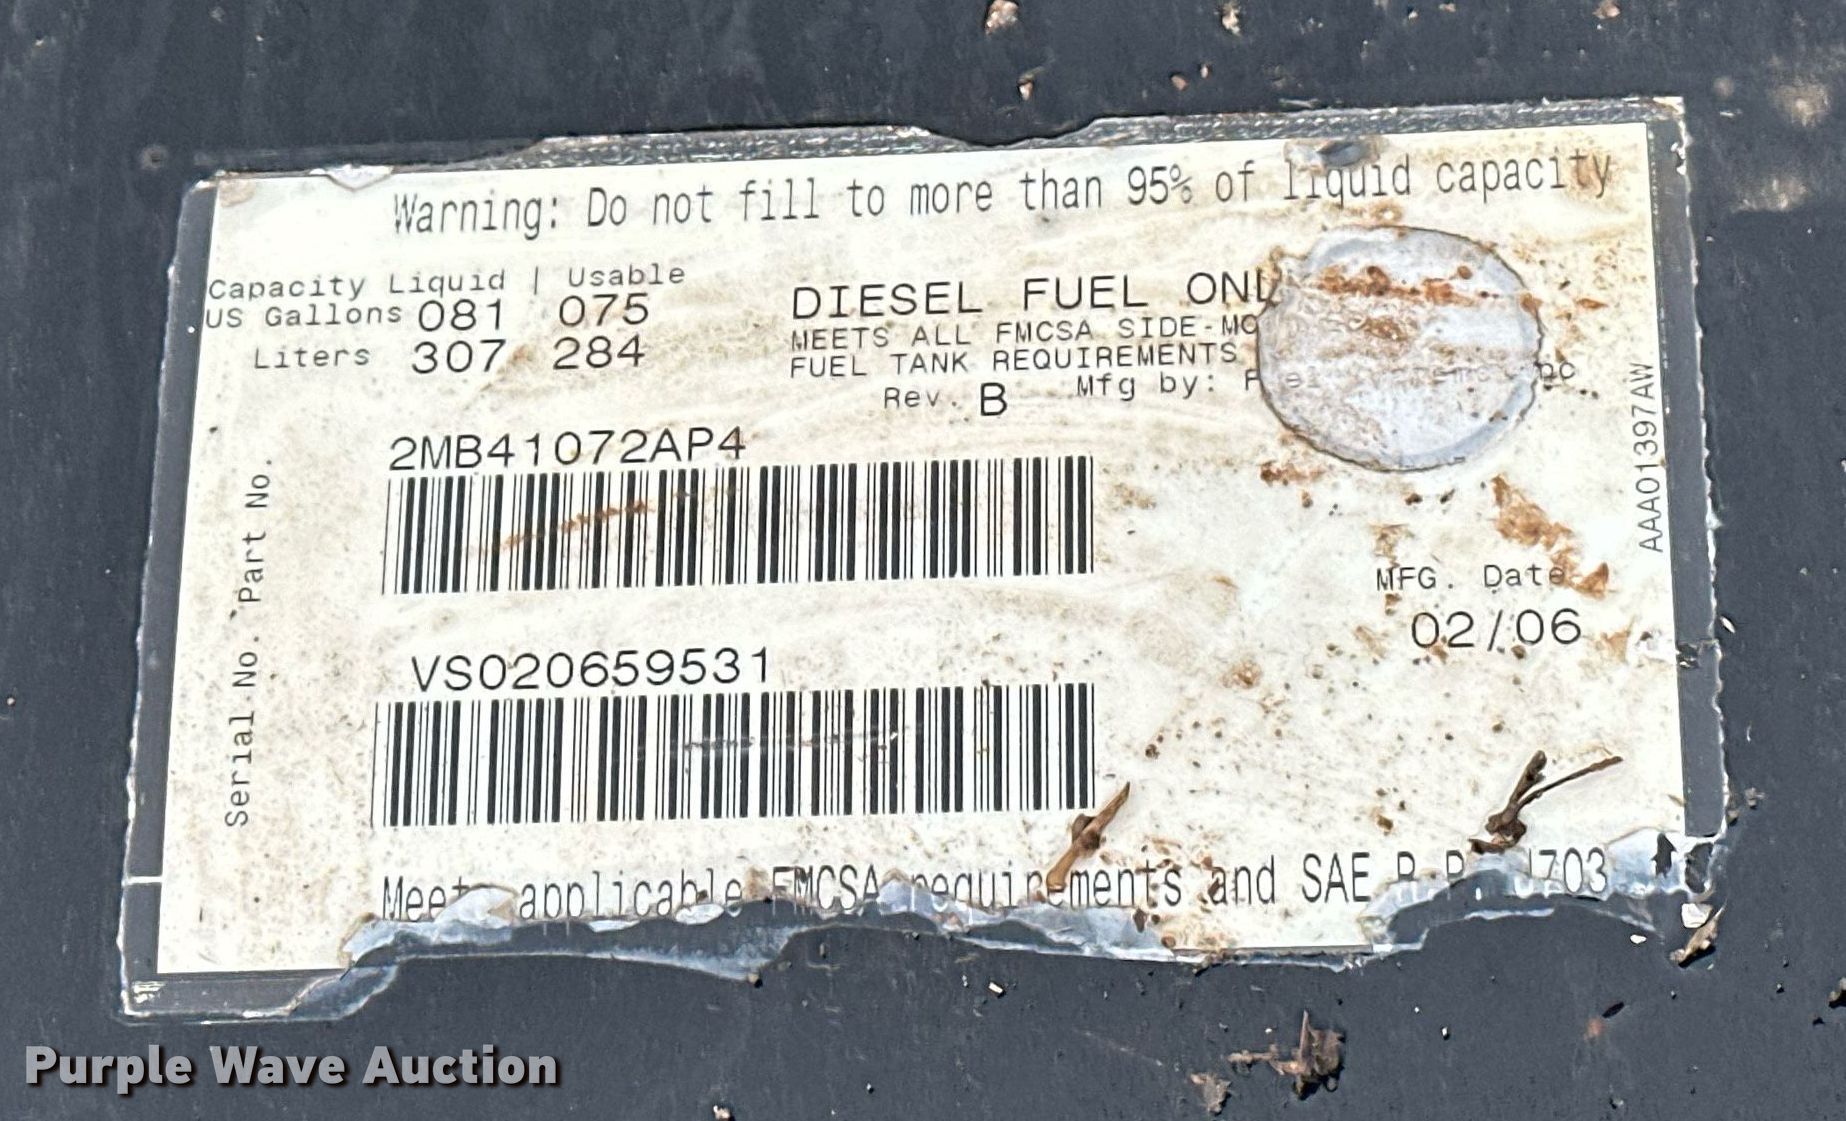 Warning: Do not fill to more than 95% of liquid capacity
Capacity Liquid | Usable
US Gallons 081 075
Liters 307 284
DIESEL FUEL ONL
MEETS ALL FMCSA SIDE-MO
FUEL TANK REQUIREMENTS
Rev. B Mfg by:
2MB41072AP4
Serial No. Part No.
VS020659531
MFG. Date
02/06
AAA01397AW
Meets applicable FMCSA requirements and SAE R.P. J703
Purple Wave Auction